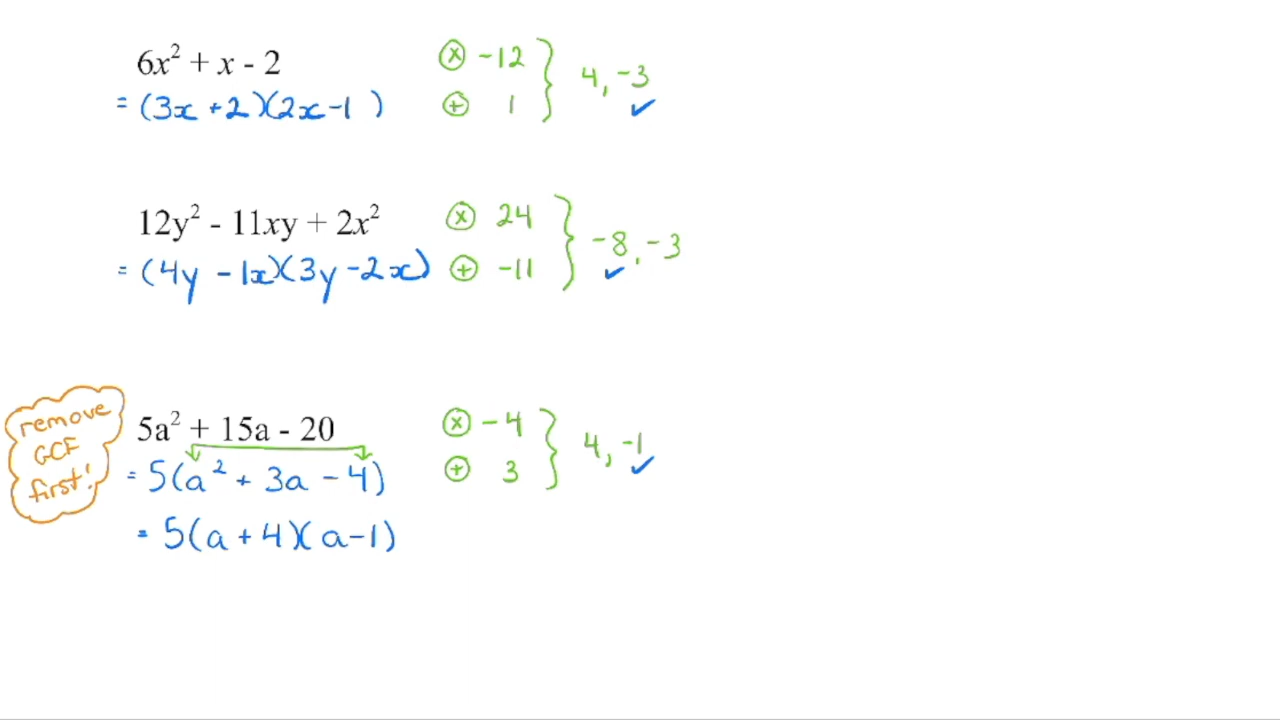 6x² + x - 2 ⊗ -12 } 4, -3
= (3x +2)(2x -1 ) ⊕ 1 ✓
12y² - 11xy + 2x² ⊗ 24 } -8, -3
= (4y - 1x)(3y -2x) ⊕ -11 ✓
remove
GCF
first!
5a² + 15a - 20 ⊗ -4 } 4, -1
= 5(a² + 3a - 4) ⊕ 3 ✓
= 5(a + 4)(a - 1)